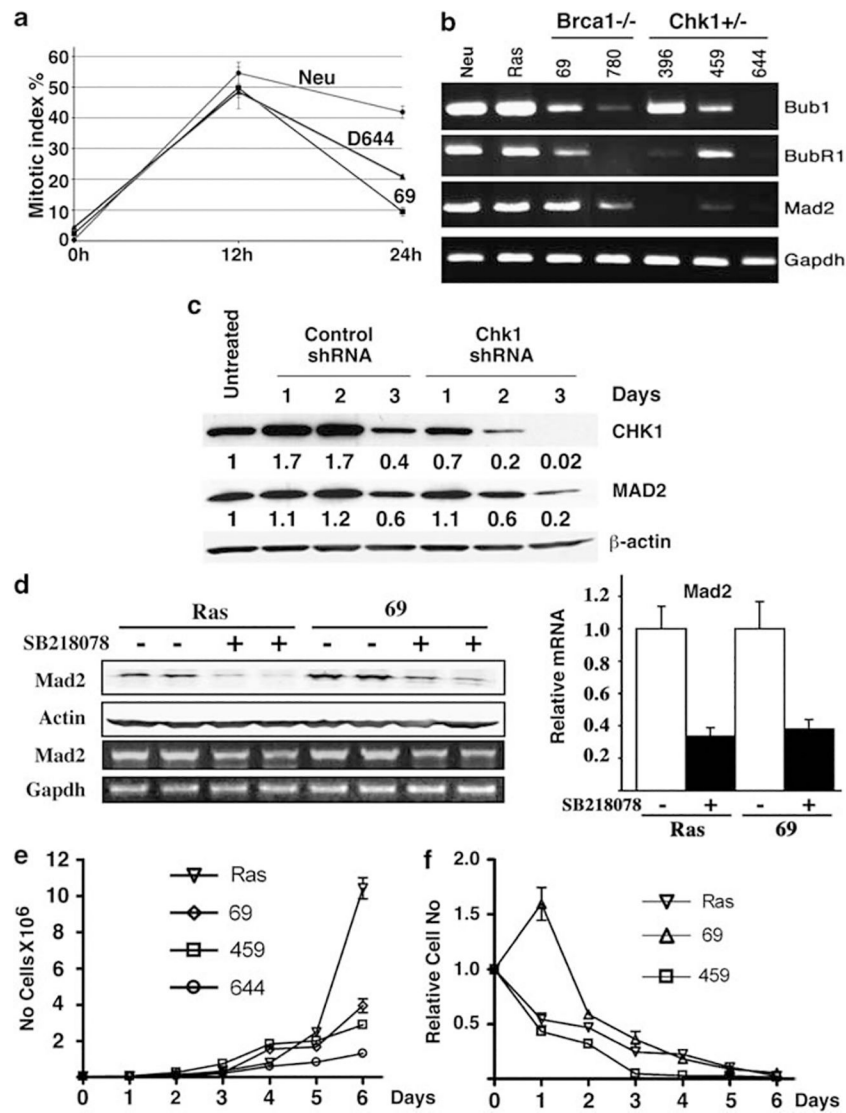 a
Mitotic index %
60
50
40
30
20
10
0
0h 12h 24h
Neu
D644
69
b
Brca1-/- Chk1+/-
Neu Ras 69 780 396 459 644
Bub1
BubR1
Mad2
Gapdh
c
Untreated
Control shRNA
Chk1 shRNA
1 2 3 1 2 3 Days
CHK1
1 1.7 1.7 0.4 0.7 0.2 0.02
MAD2
1 1.1 1.2 0.6 1.1 0.6 0.2
β-actin
d
Ras 69
SB218078 - - + + - - + +
Mad2
Actin
Mad2
Gapdh
Mad2
Relative mRNA
1.2
1.0
0.8
0.6
0.4
0.2
SB218078 - + - +
Ras 69
e
No Cells X10⁶
12
10
8
6
4
2
Ras
69
459
644
0 1 2 3 4 5 6 Days
f
Relative Cell No
2.0
1.5
1.0
0.5
Ras
69
459
0 1 2 3 4 5 6 Days